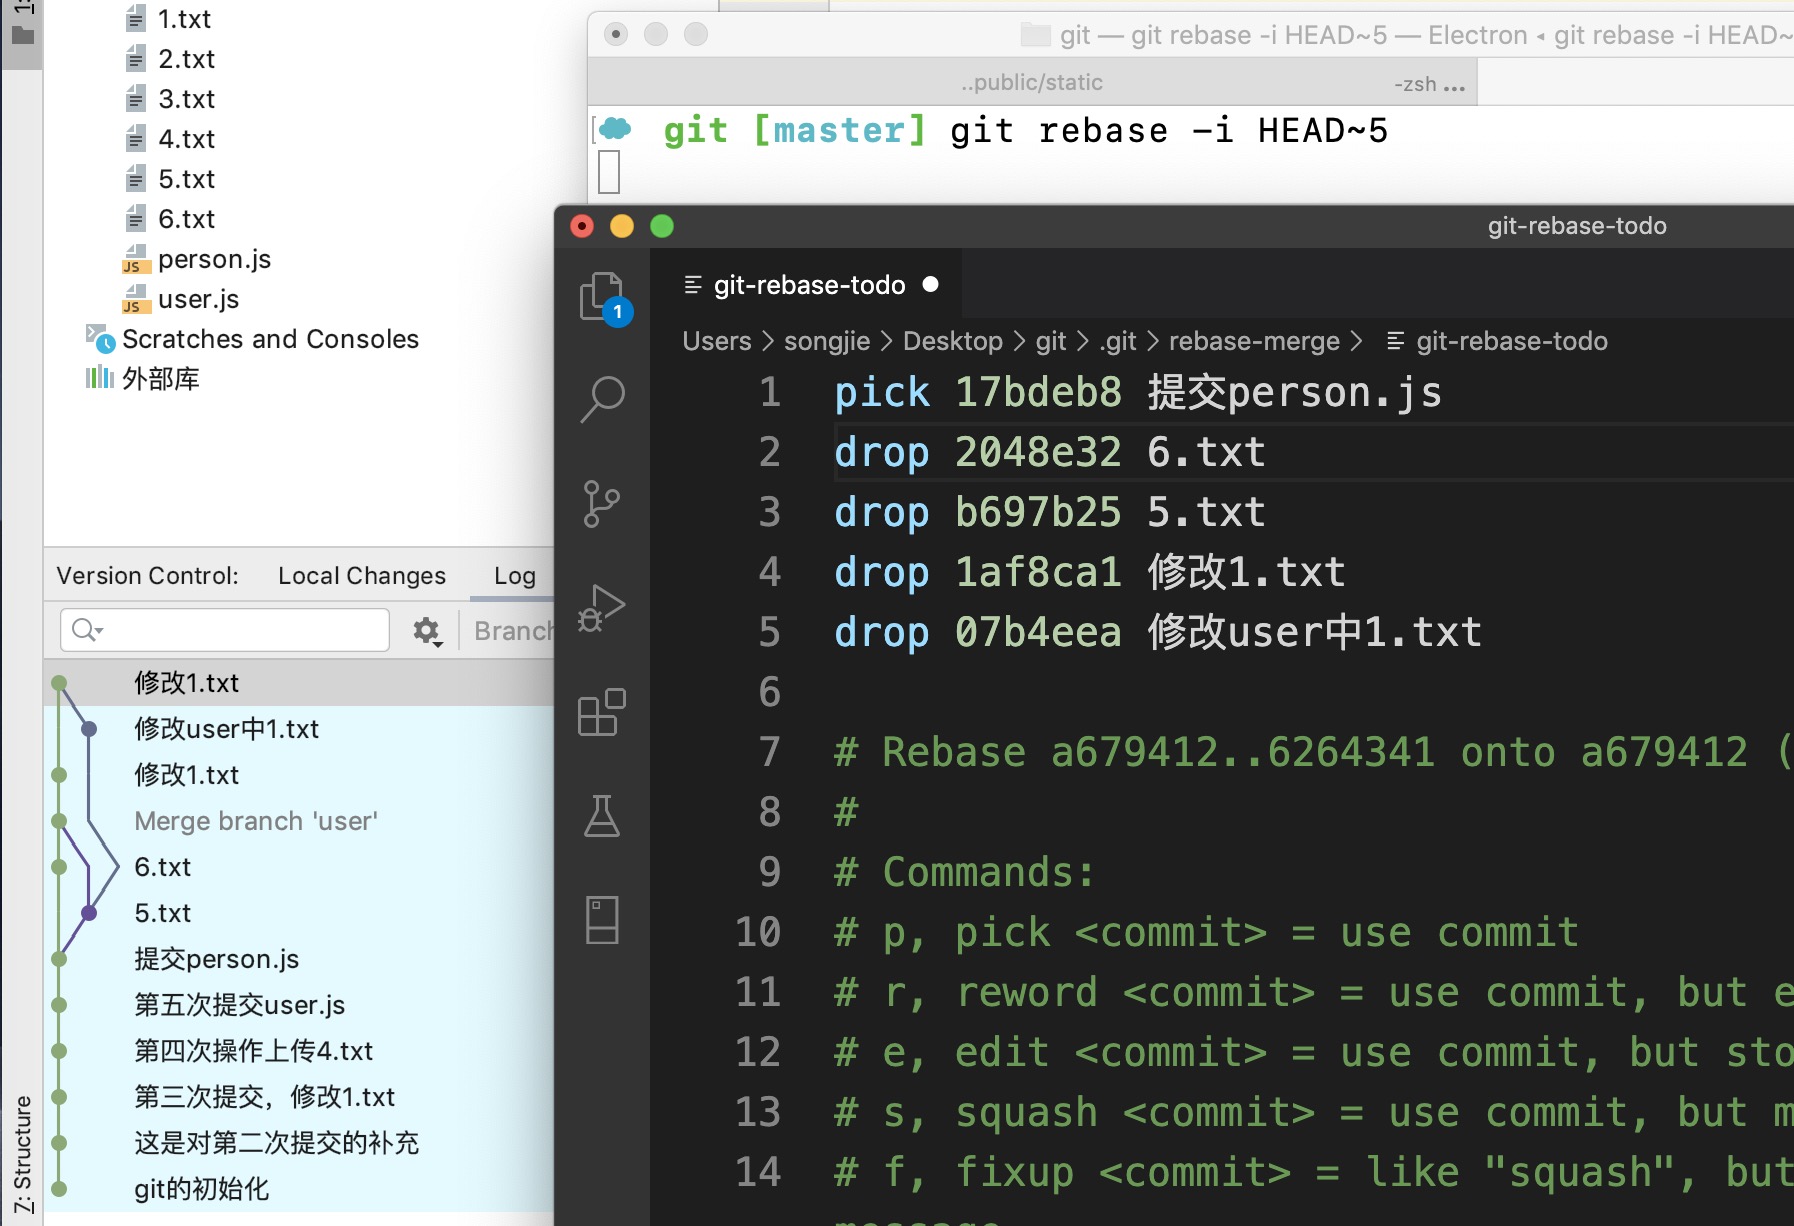 1.txt
2.txt
3.txt
4.txt
5.txt
6.txt
JS person.js
JS user.js
Scratches and Consoles
外部库
Version Control: Local Changes Log
Branch
修改1.txt
修改user中1.txt
修改1.txt
Merge branch 'user'
6.txt
5.txt
提交person.js
第五次提交user.js
第四次操作上传4.txt
第三次提交，修改1.txt
这是对第二次提交的补充
git的初始化
7: Structure
git — git rebase -i HEAD~5 — Electron ◂ git rebase -i HEAD~
..public/static
-zsh ...
git [master] git rebase -i HEAD~5
git-rebase-todo
1
git-rebase-todo
Users > songjie > Desktop > git > .git > rebase-merge > git-rebase-todo
1 pick 17bdeb8 提交person.js
2 drop 2048e32 6.txt
3 drop b697b25 5.txt
4 drop 1af8ca1 修改1.txt
5 drop 07b4eea 修改user中1.txt
6
7 # Rebase a679412..6264341 onto a679412 (
8 #
9 # Commands:
10 # p, pick <commit> = use commit
11 # r, reword <commit> = use commit, but e
12 # e, edit <commit> = use commit, but sto
13 # s, squash <commit> = use commit, but m
14 # f, fixup <commit> = like "squash", but
message